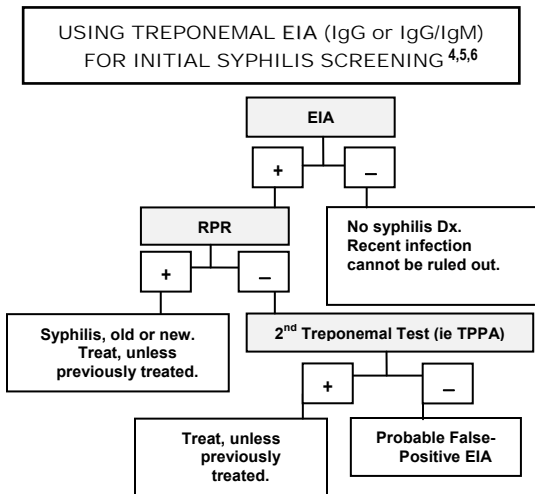 USING TREPONEMAL EIA (IgG or IgG/IgM)
FOR INITIAL SYPHILIS SCREENING 4,5,6
EIA
+
–
RPR
No syphilis Dx.
Recent infection
cannot be ruled out.
+
–
Syphilis, old or new.
Treat, unless
previously treated.
2nd Treponemal Test (ie TPPA)
+
–
Treat, unless
previously
treated.
Probable False-
Positive EIA